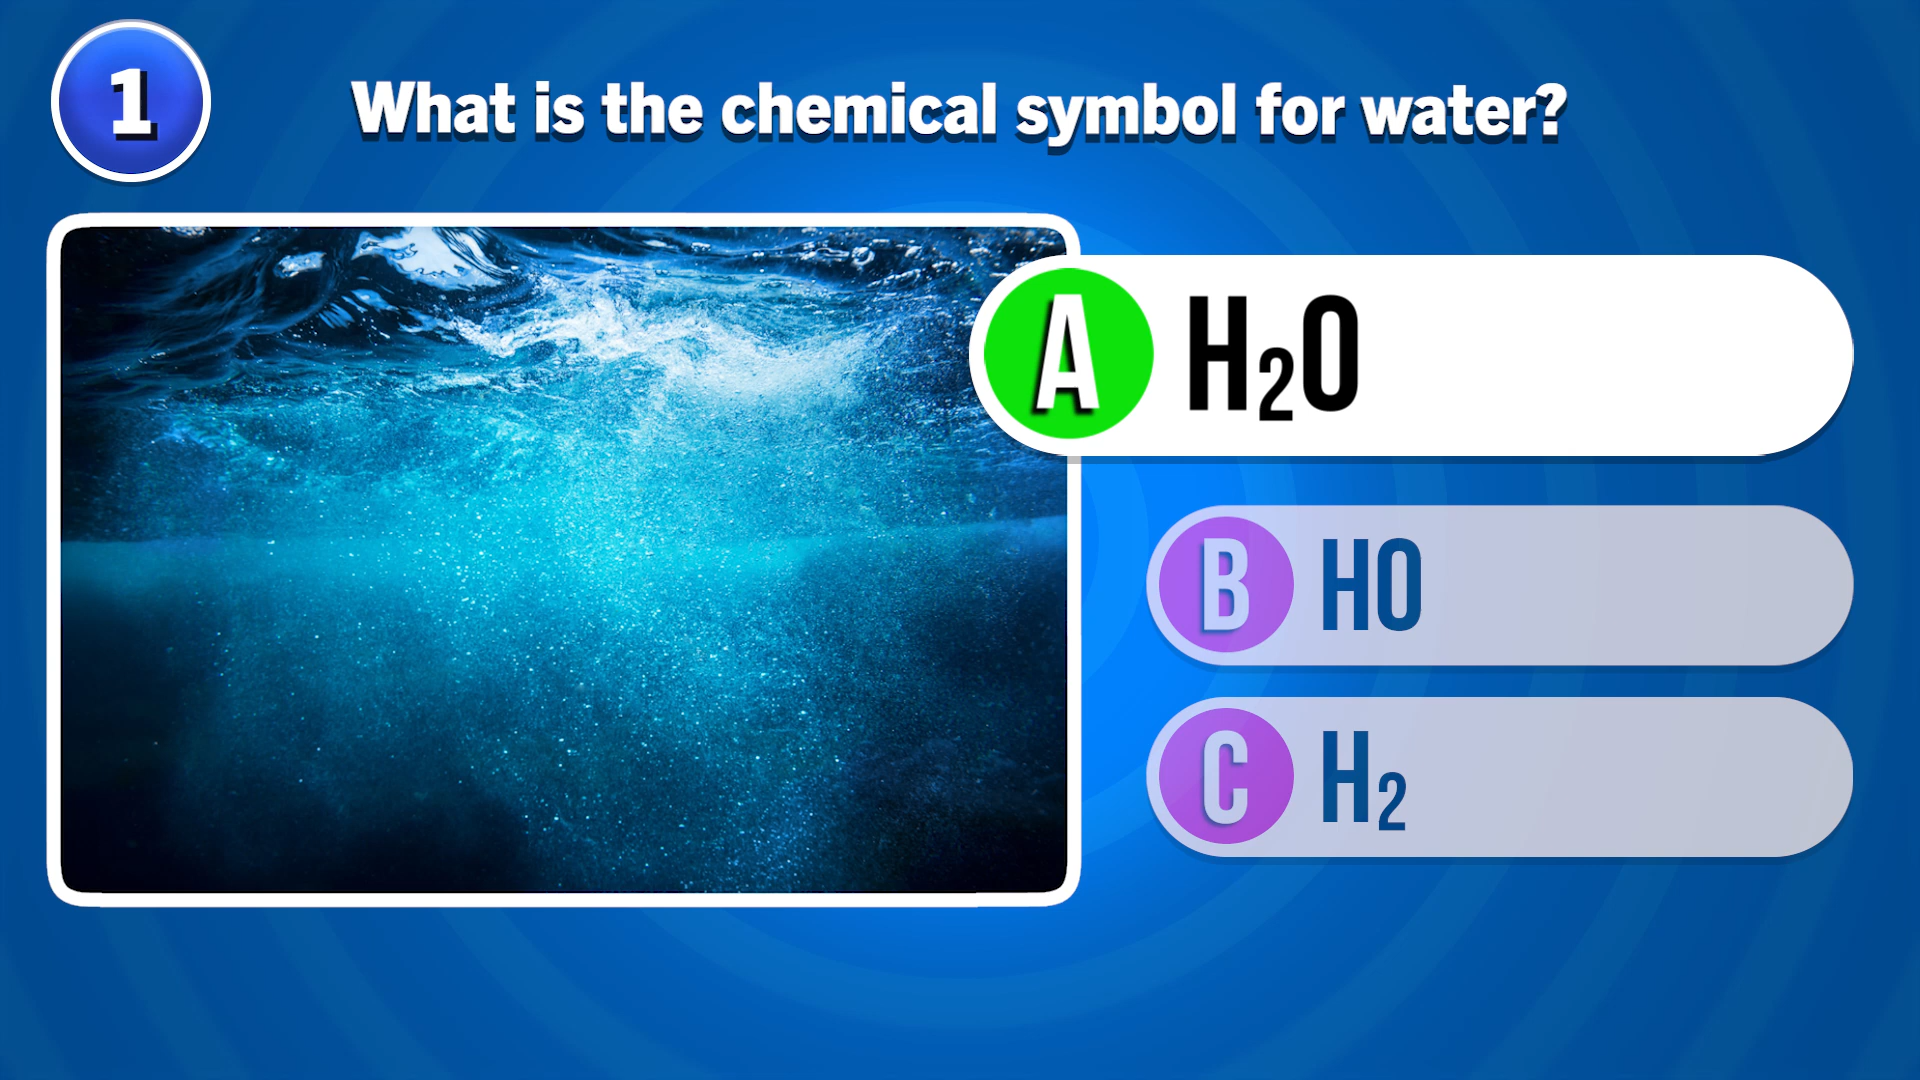 1
What is the chemical symbol for water?
A H₂O
B HO
C H₂